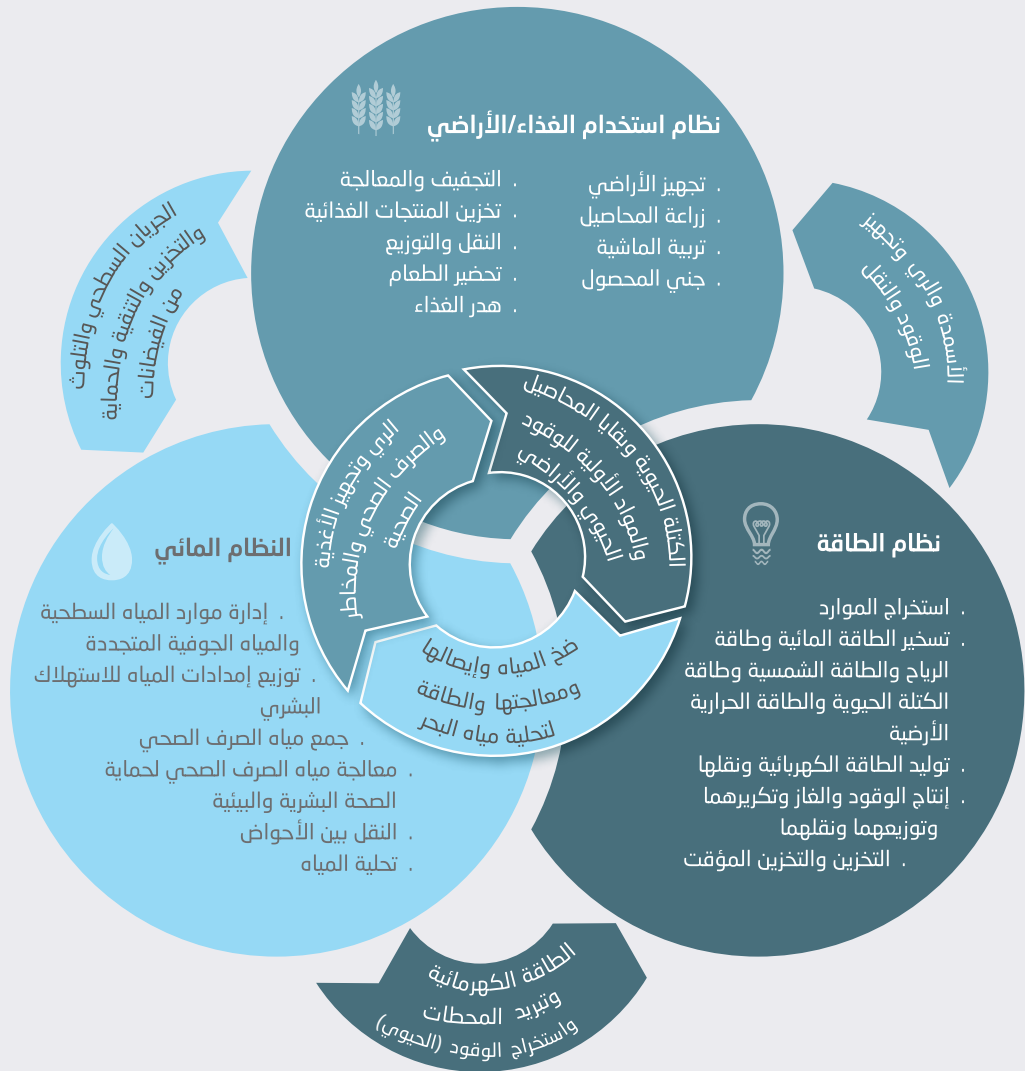 نظام استخدام الغذاء/الأراضي
. تجهيز الأراضي
. زراعة المحاصيل
. تربية الماشية
. جني المحصول
. التجفيف والمعالجة
. تخزين المنتجات الغذائية
. النقل والتوزيع
. تحضير الطعام
. هدر الغذاء
الأسمدة والري وتجهيز
الوقود والنقل
الجريان السطحي والتلوث
والتخزين والتنقية والحماية
من الفيضانات
الكتلة الحيوية وبقايا المحاصيل
والمواد الأولية للوقود
الحيوي والأراضي
الري وتجهيز الأغذية
والصرف الصحي والمخاطر
الصحية
ضخ المياه وإيصالها
ومعالجتها والطاقة
لتحلية مياه البحر
نظام الطاقة
. استخراج الموارد
. تسخير الطاقة المائية وطاقة
الرياح والطاقة الشمسية وطاقة
الكتلة الحيوية والطاقة الحرارية
الأرضية
. توليد الطاقة الكهربائية ونقلها
. إنتاج الوقود والغاز وتكريرهما
وتوزيعهما ونقلهما
. التخزين والتخزين المؤقت
النظام المائي
. إدارة موارد المياه السطحية
والمياه الجوفية المتجددة
. توزيع إمدادات المياه للاستهلاك
البشري
. جمع مياه الصرف الصحي
. معالجة مياه الصرف الصحي لحماية
الصحة البشرية والبيئية
. النقل بين الأحواض
. تحلية المياه
الطاقة الكهرمائية
وتبريد المحطات
واستخراج الوقود (الحيوي)